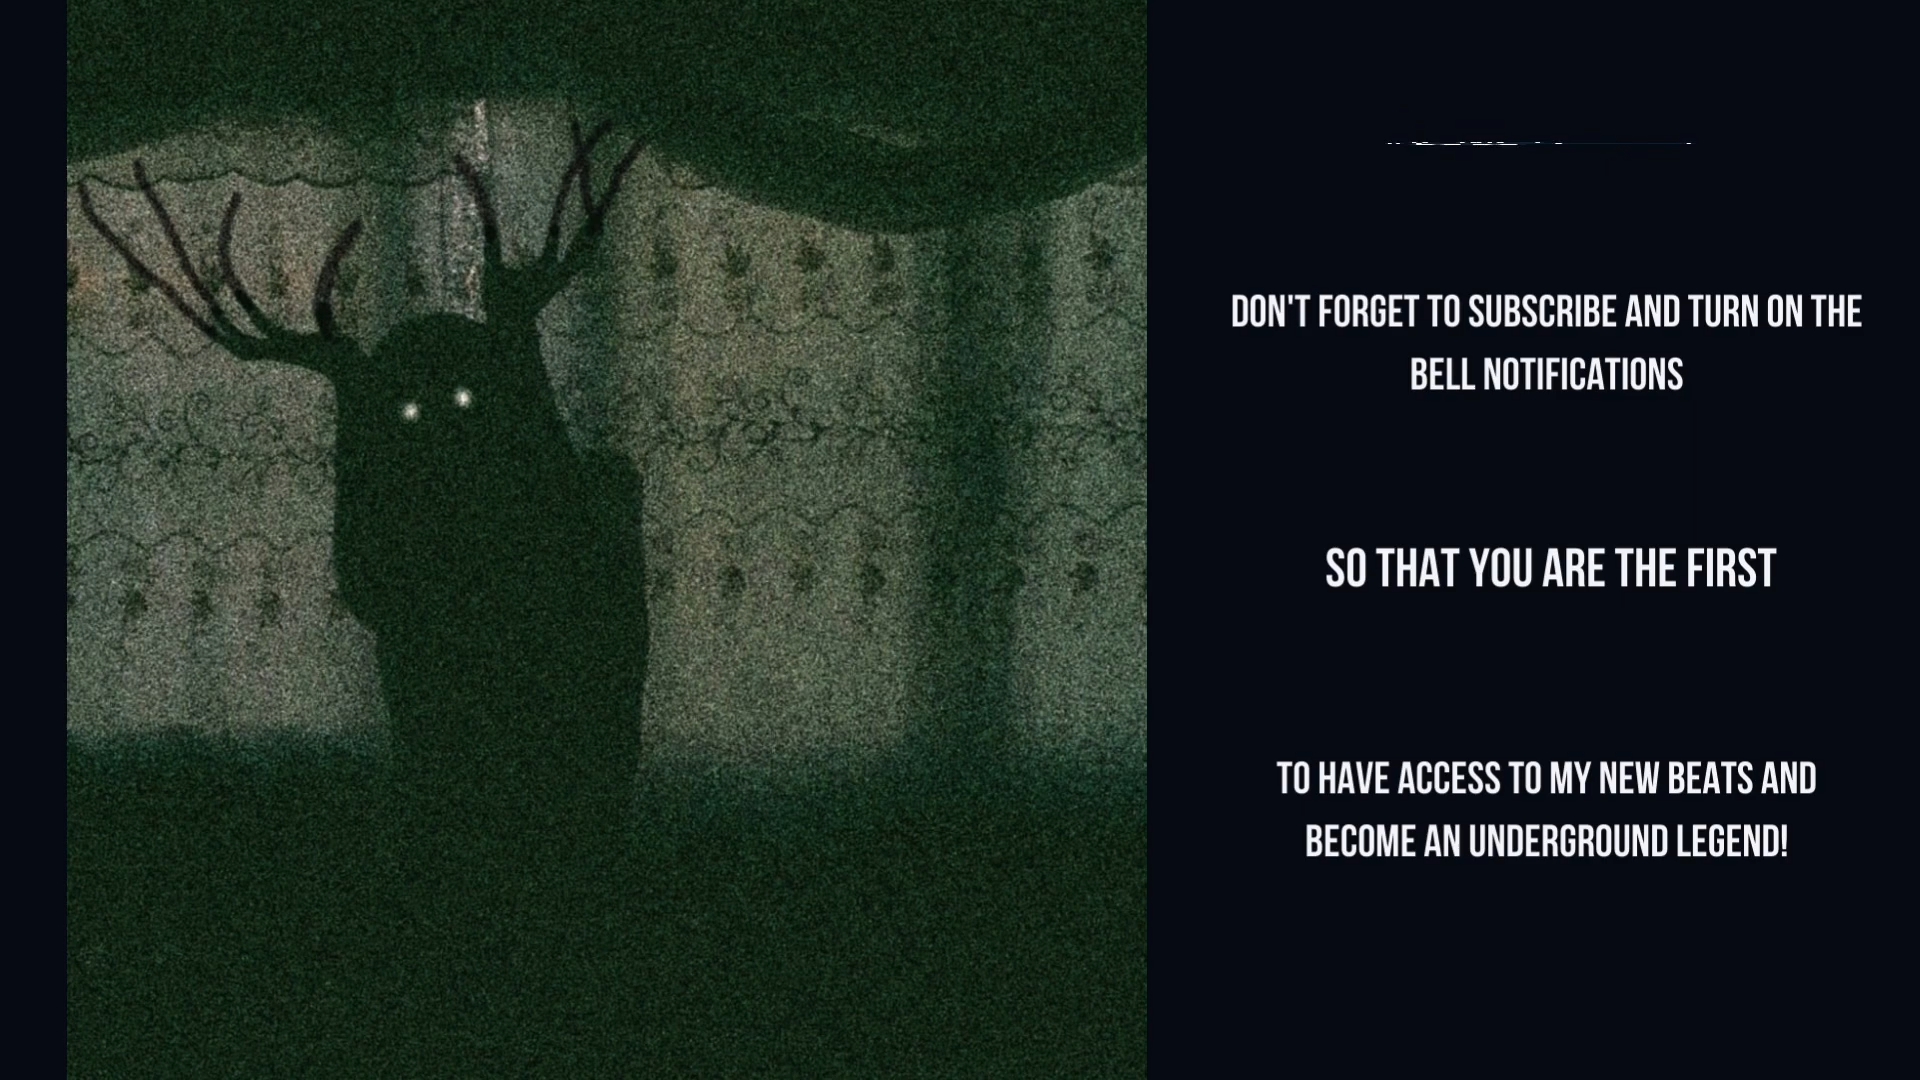 DON'T FORGET TO SUBSCRIBE AND TURN ON THE
BELL NOTIFICATIONS
SO THAT YOU ARE THE FIRST
TO HAVE ACCESS TO MY NEW BEATS AND
BECOME AN UNDERGROUND LEGEND!